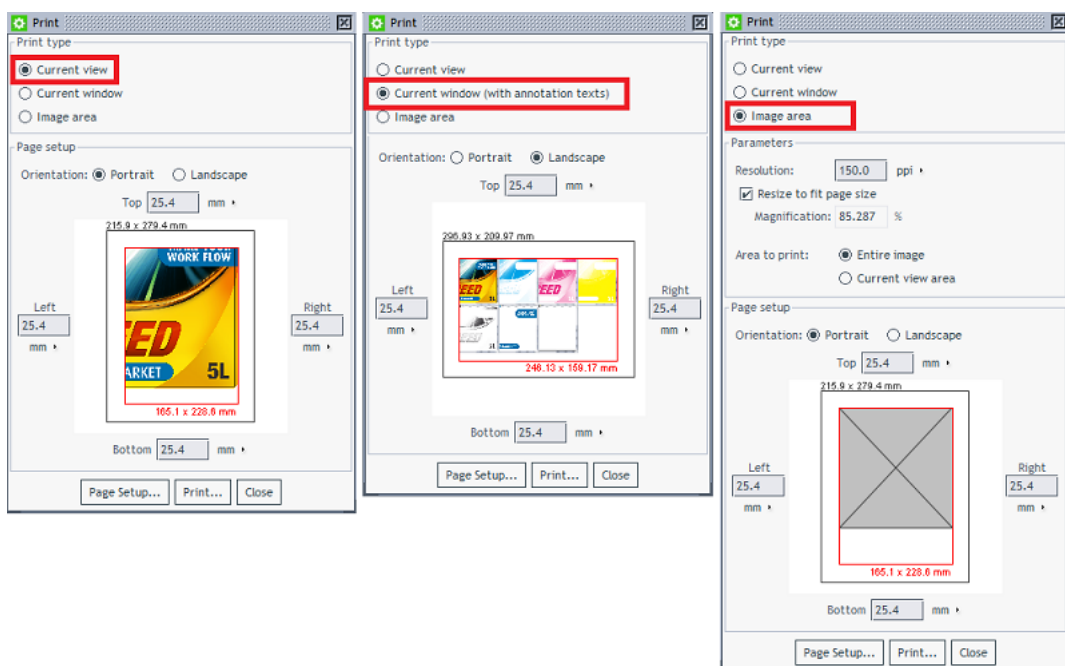 Print
Print type
Current view
Current window
Image area
Page setup
Orientation: Portrait Landscape
Top 25.4 mm
215.9 x 279.4 mm
WORK FLOW
Left
25.4
mm
Right
25.4
mm
EED
ARKET 5L
165.1 x 228.6 mm
Bottom 25.4 mm
Page Setup... Print... Close
Print
Print type
Current view
Current window (with annotation texts)
Image area
Orientation: Portrait Landscape
Top 25.4 mm
296.93 x 209.97 mm
Left
25.4
mm
Right
25.4
mm
EED EED
246.13 x 159.17 mm
Bottom 25.4 mm
Page Setup... Print... Close
Print
Print type
Current view
Current window
Image area
Parameters
Resolution: 150.0 ppi
Resize to fit page size
Magnification: 85.287 %
Area to print: Entire image
Current view area
Page setup
Orientation: Portrait Landscape
Top 25.4 mm
215.9 x 279.4 mm
Left
25.4
mm
Right
25.4
mm
165.1 x 228.6 mm
Bottom 25.4 mm
Page Setup... Print... Close